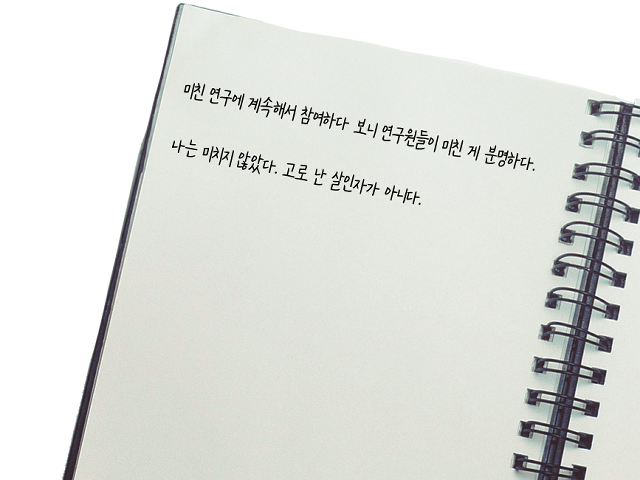 미친 연구에 계속해서 참여하다 보니 연구원들이 미친 게 분명하다.
나는 미치지 않았다. 고로 난 살인자가 아니다.